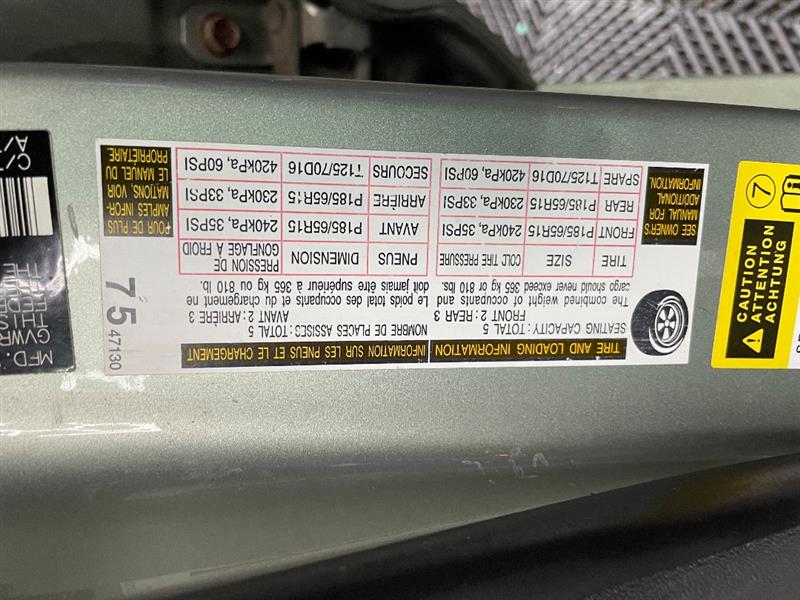 TIRE AND LOADING INFORMATION
INFORMATION SUR LES PNEUS ET LE CHARGEMENT
SEATING CAPACITY: TOTAL 5
FRONT 2: REAR 3
NOMBRE DE PLACES ASSISES: TOTAL 5
AVANT 2: ARRIÈRE 3
The combined weight of occupants and
cargo should never exceed 365 kg or 810 lbs.
Le poids total des occupants et du chargement ne
doit jamais être supérieur à 365 kg ou 810 lb.
TIRE SIZE COLD TIRE PRESSURE
FRONT P185/65R15 240kPa, 35PSI
REAR P185/65R15 230kPa, 33PSI
SPARE T125/70D16 420kPa, 60PSI
SEE OWNER'S
MANUAL FOR
ADDITIONAL
INFORMATION.
PNEUS DIMENSION PRESSION DE
GONFLAGE À FROID
AVANT P185/65R15 240kPa, 35PSI
ARRIÈRE P185/65R15 230kPa, 33PSI
SECOURS T125/70D16 420kPa, 60PSI
POUR DE PLUS
AMPLES INFOR-
MATIONS, VOIR
LE MANUEL DU
PROPRIÉTAIRE
7 5 47130
CAUTION
ATTENTION
ACHTUNG
7
MFD.
GVWR
C/
A/